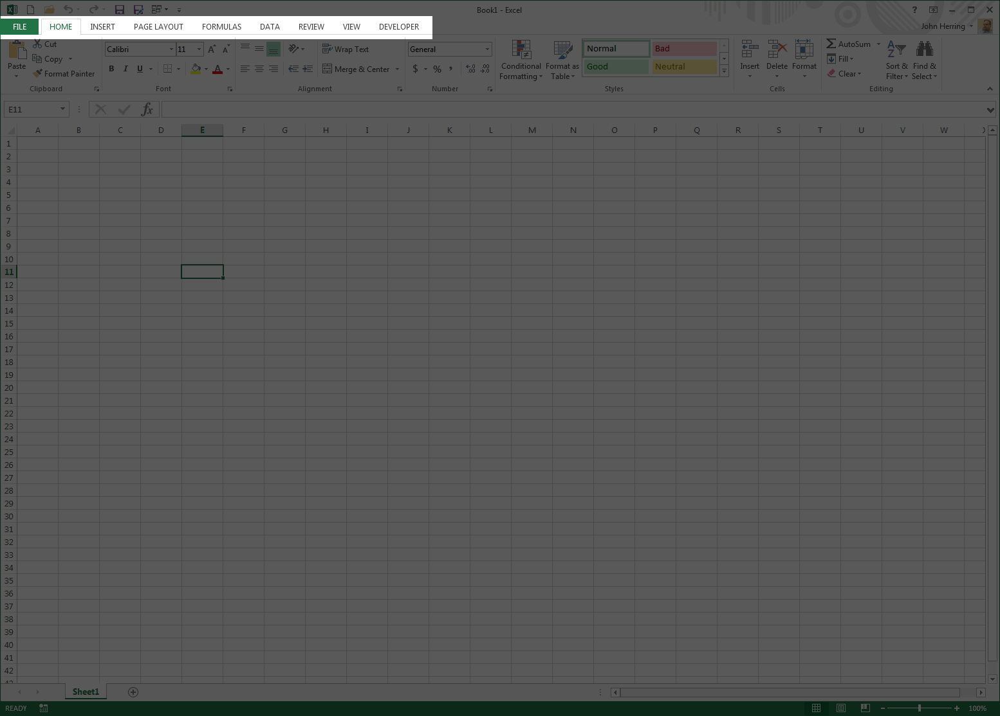 Book1 - Excel
?
FILE HOME INSERT PAGE LAYOUT FORMULAS DATA REVIEW VIEW DEVELOPER John Herring
Paste
Cut
Copy
Format Painter
Clipboard
Calibri 11
B I U
Font
Wrap Text
Merge & Center
Alignment
General
$ % ,
Number
Conditional
Formatting
Format as
Table
Normal Bad
Good Neutral
Styles
Insert Delete Format
Cells
AutoSum
Fill
Clear
Sort &
Filter
Find &
Select
Editing
E11 fx
A B C D E F G H I J K L M N O P Q R S T U V W
1
2
3
4
5
6
7
8
9
10
11
12
13
14
15
16
17
18
19
20
21
22
23
24
25
26
27
28
29
30
31
32
33
34
35
36
37
38
39
40
41
42
Sheet1
READY 100%